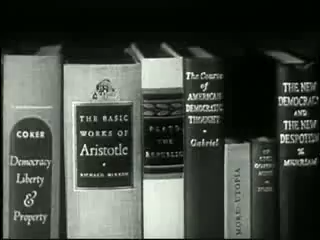 COKER
Democracy
Liberty
&
Property
THE BASIC
WORKS OF
Aristotle
RICHARD McKEON
PLATO
THE
REPUBLIC
The Course
of
AMERICAN
DEMOCRATIC
THOUGHT
Gabriel
MORE: UTOPIA
THE NEW
DEMOCRACY
AND
THE NEW
DESPOTISM
MERRIAM